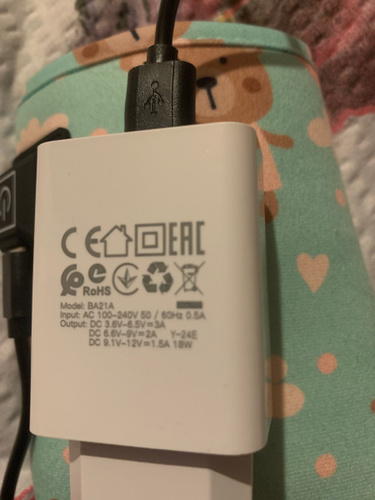 CE EAC
RoHS
Model: BA21A
Input: AC 100-240V 50 / 60Hz 0.5A
Output: DC 3.6V-6.5V=3A
DC 6.6V-9V=2A Y-24E
DC 9.1V-12V=1.5A 18W